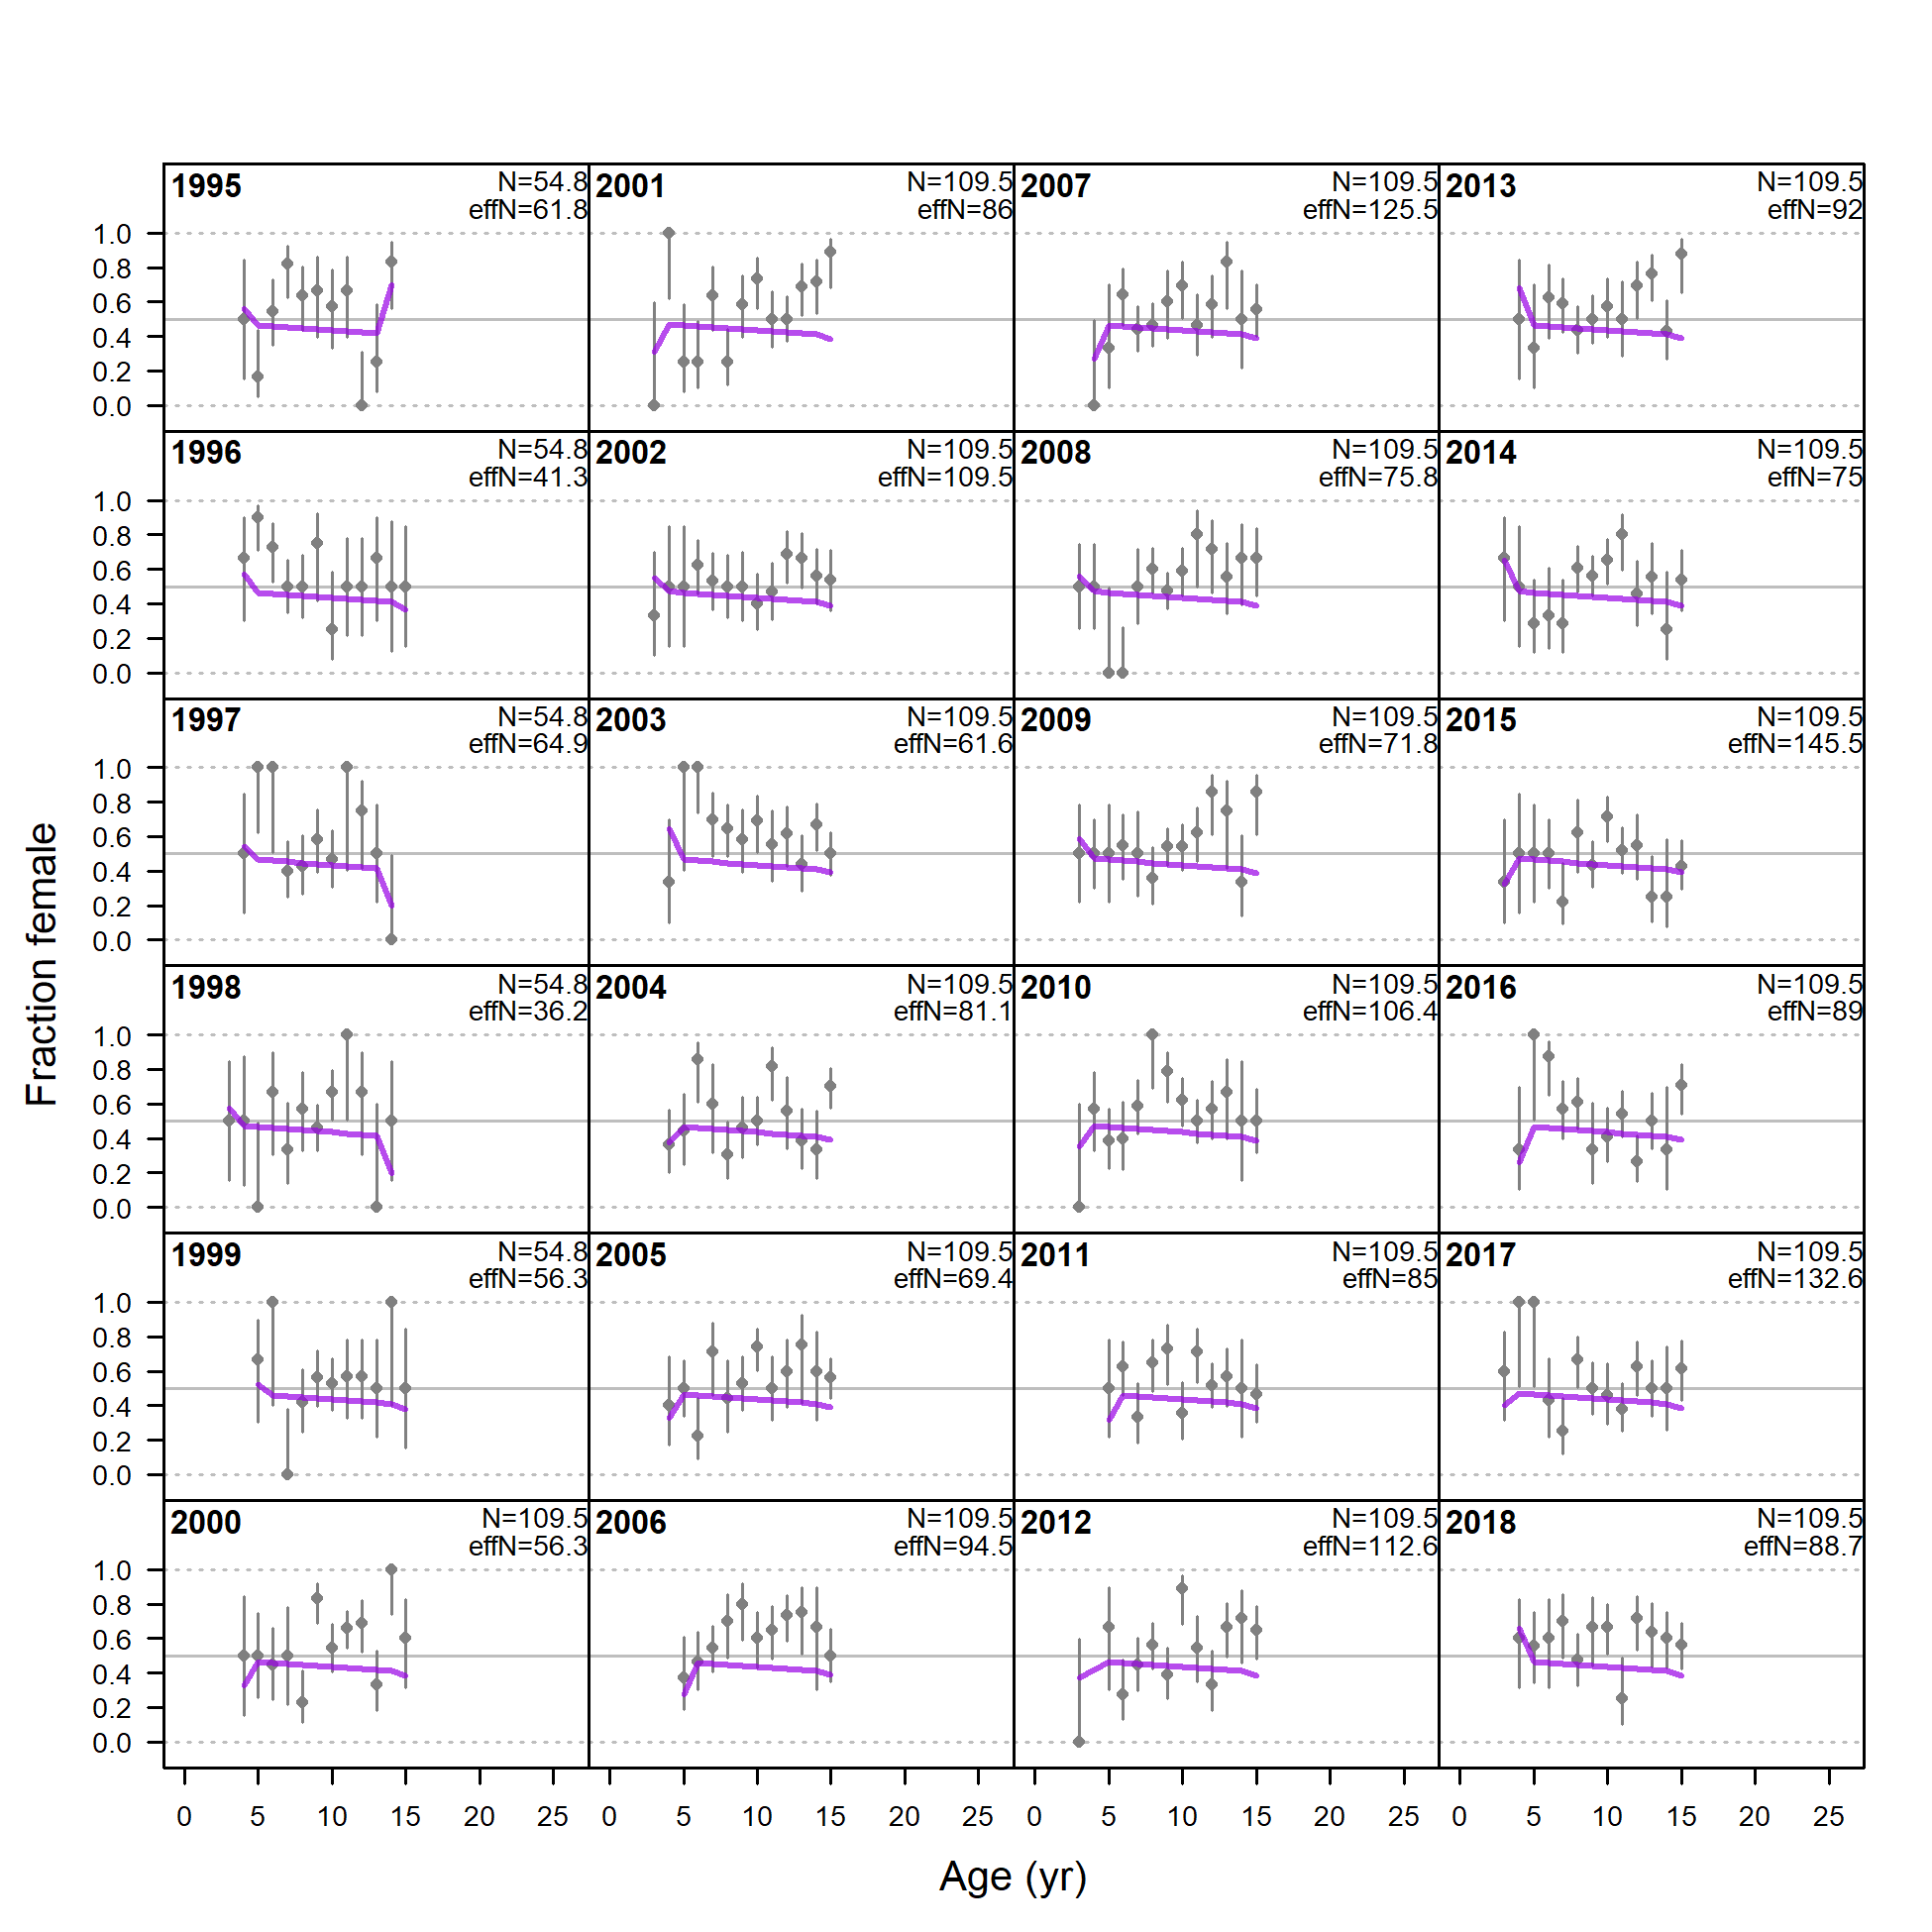 1995 N=54.8 2001 N=109.5 2007 N=109.5 2013 N=109.5
effN=61.8 effN=86 effN=125.5 effN=92
1.0
0.8
0.6
0.4
0.2
0.0
1996 N=54.8 2002 N=109.5 2008 N=109.5 2014 N=109.5
effN=41.3 effN=109.5 effN=75.8 effN=75
1.0
0.8
0.6
0.4
0.2
0.0
1997 N=54.8 2003 N=109.5 2009 N=109.5 2015 N=109.5
effN=64.9 effN=61.6 effN=71.8 effN=145.5
1.0
0.8
0.6
0.4
0.2
0.0
Fraction female
1998 N=54.8 2004 N=109.5 2010 N=109.5 2016 N=109.5
effN=36.2 effN=81.1 effN=106.4 effN=89
1.0
0.8
0.6
0.4
0.2
0.0
1999 N=54.8 2005 N=109.5 2011 N=109.5 2017 N=109.5
effN=56.3 effN=69.4 effN=85 effN=132.6
1.0
0.8
0.6
0.4
0.2
0.0
2000 N=109.5 2006 N=109.5 2012 N=109.5 2018 N=109.5
effN=56.3 effN=94.5 effN=112.6 effN=88.7
1.0
0.8
0.6
0.4
0.2
0.0
0 5 10 15 20 25 0 5 10 15 20 25 0 5 10 15 20 25 0 5 10 15 20 25
Age (yr)